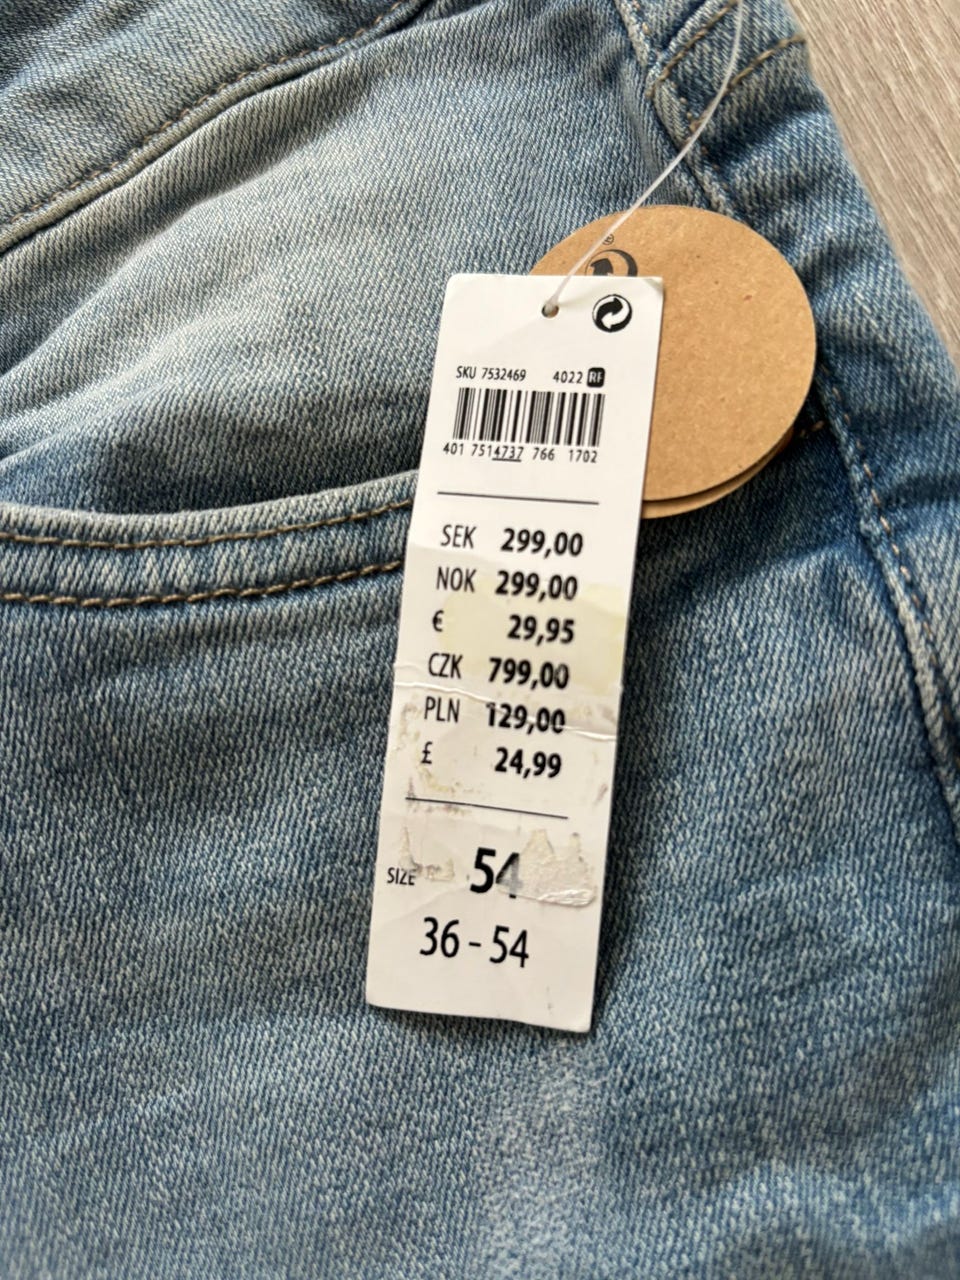 ®
SKU 7532469 4022 RF
401 7514737 766 1702
SEK 299,00
NOK 299,00
€ 29,95
CZK 799,00
PLN 129,00
£ 24,99
SIZE 54
36 - 54